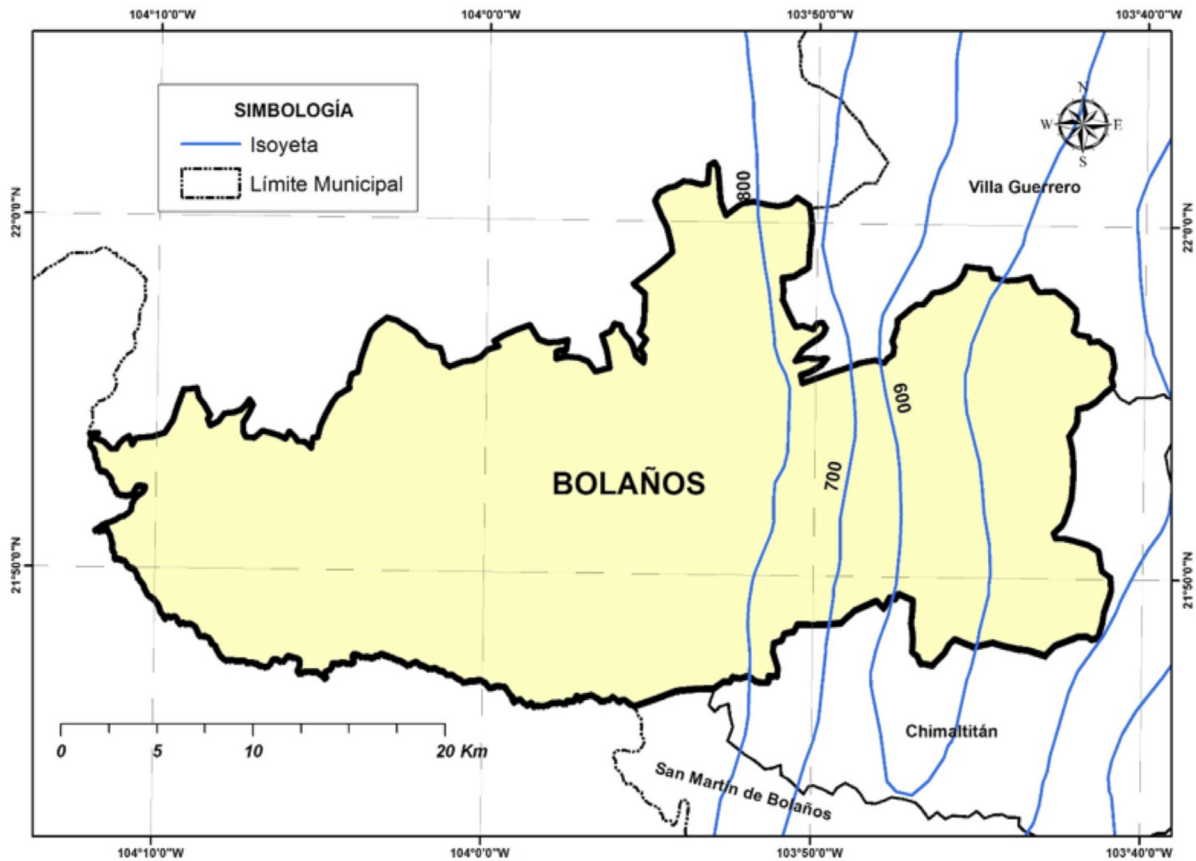 104°10'0"W 104°0'0"W 103°50'0"W 103°40'0"W
N
W E
S
SIMBOLOGÍA
Isoyeta
Límite Municipal
800
Villa Guerrero
22°0'0"N
22°0'0"N
600
700
BOLAÑOS
21°50'0"N
21°50'0"N
Chimaltitán
0 5 10 20 Km
San Martín de Bolaños
104°10'0"W 104°0'0"W 103°50'0"W 103°40'0"W